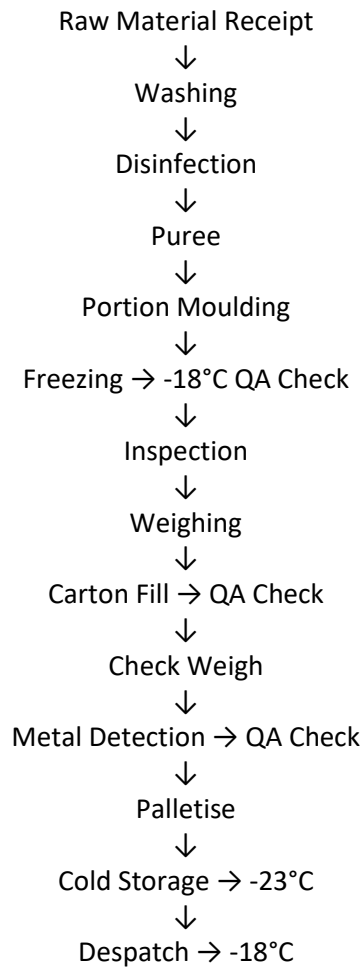 Raw Material Receipt
↓
Washing
↓
Disinfection
↓
Puree
↓
Portion Moulding
↓
Freezing → -18°C QA Check
↓
Inspection
↓
Weighing
↓
Carton Fill → QA Check
↓
Check Weigh
↓
Metal Detection → QA Check
↓
Palletise
↓
Cold Storage → -23°C
↓
Despatch → -18°C